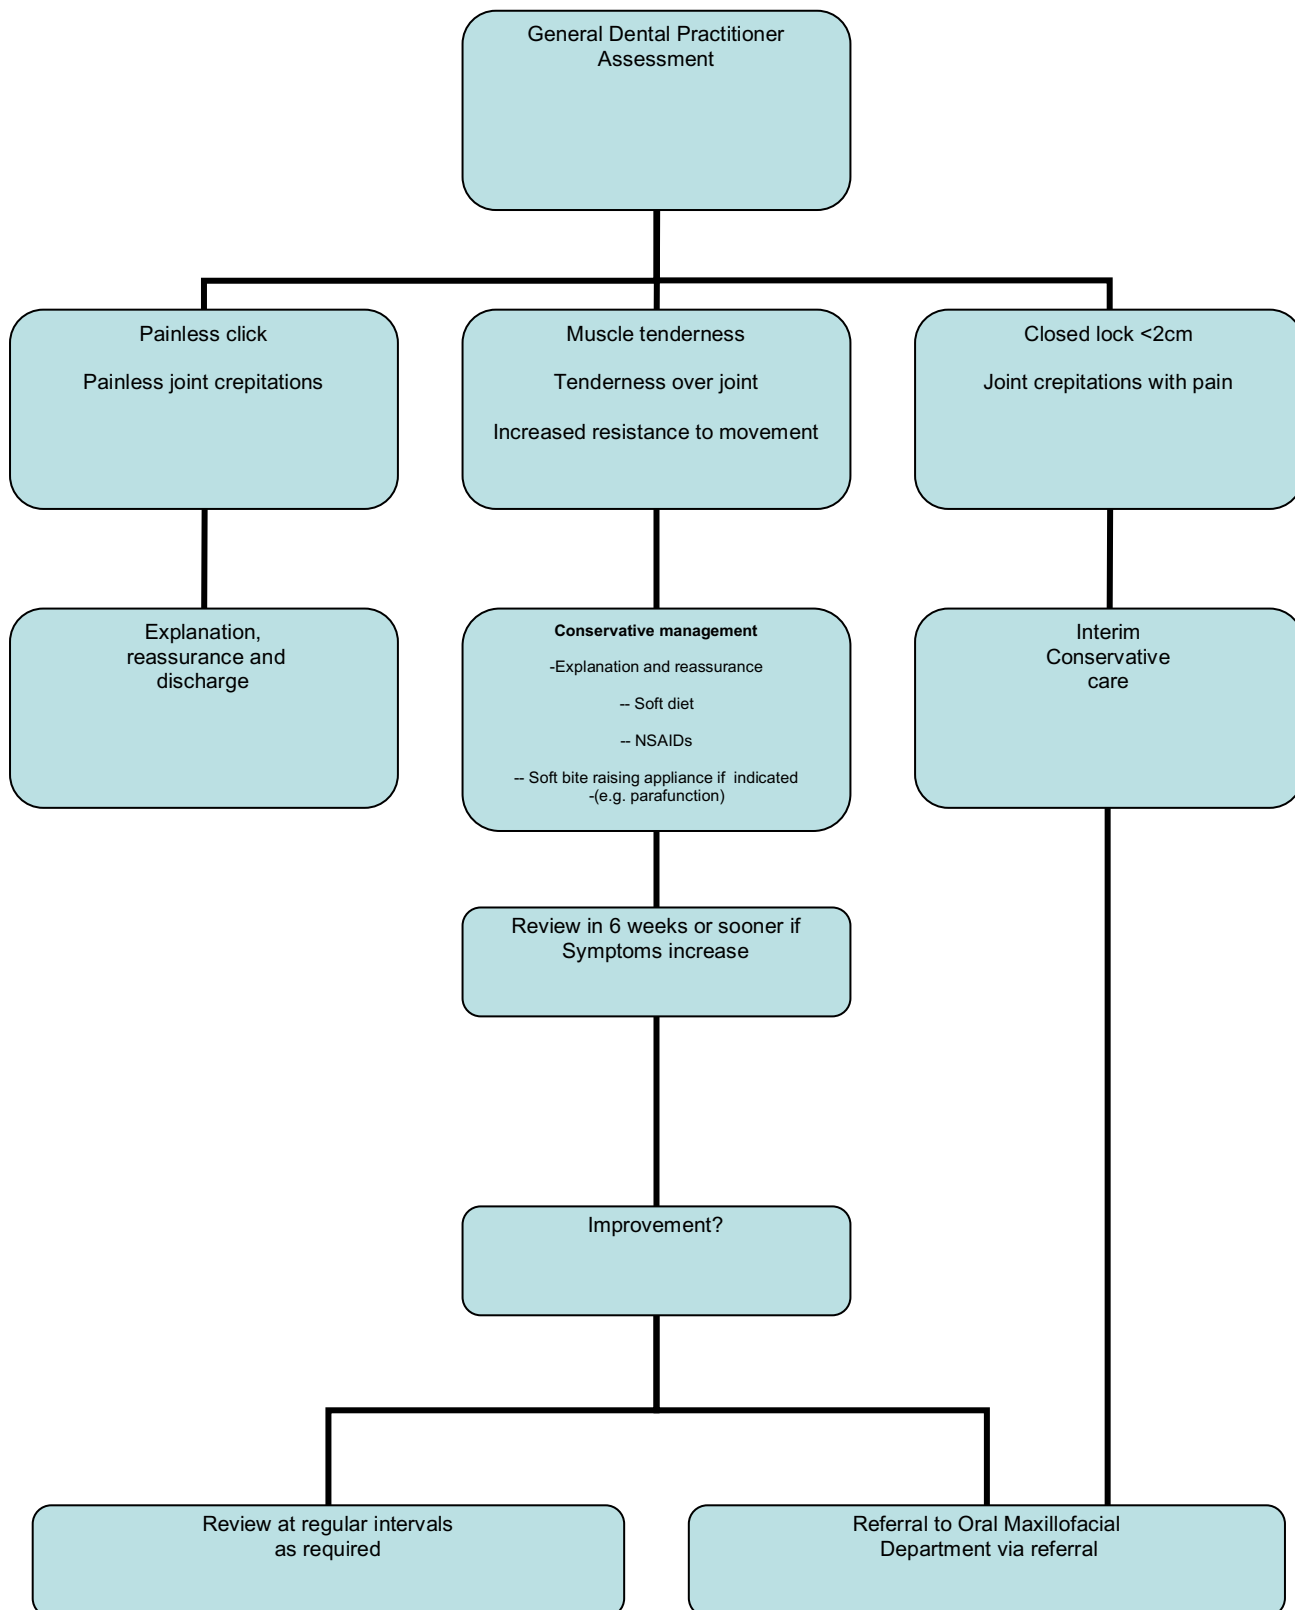 General Dental Practitioner
Assessment
Painless click
Painless joint crepitations
Muscle tenderness
Tenderness over joint
Increased resistance to movement
Closed lock <2cm
Joint crepitations with pain
Explanation,
reassurance and
discharge
Conservative management
-Explanation and reassurance
-- Soft diet
-- NSAIDs
-- Soft bite raising appliance if  indicated
-(e.g. parafunction)
Interim
Conservative
care
Review in 6 weeks or sooner if
Symptoms increase
Improvement?
Review at regular intervals
as required
Referral to Oral Maxillofacial
Department via referral